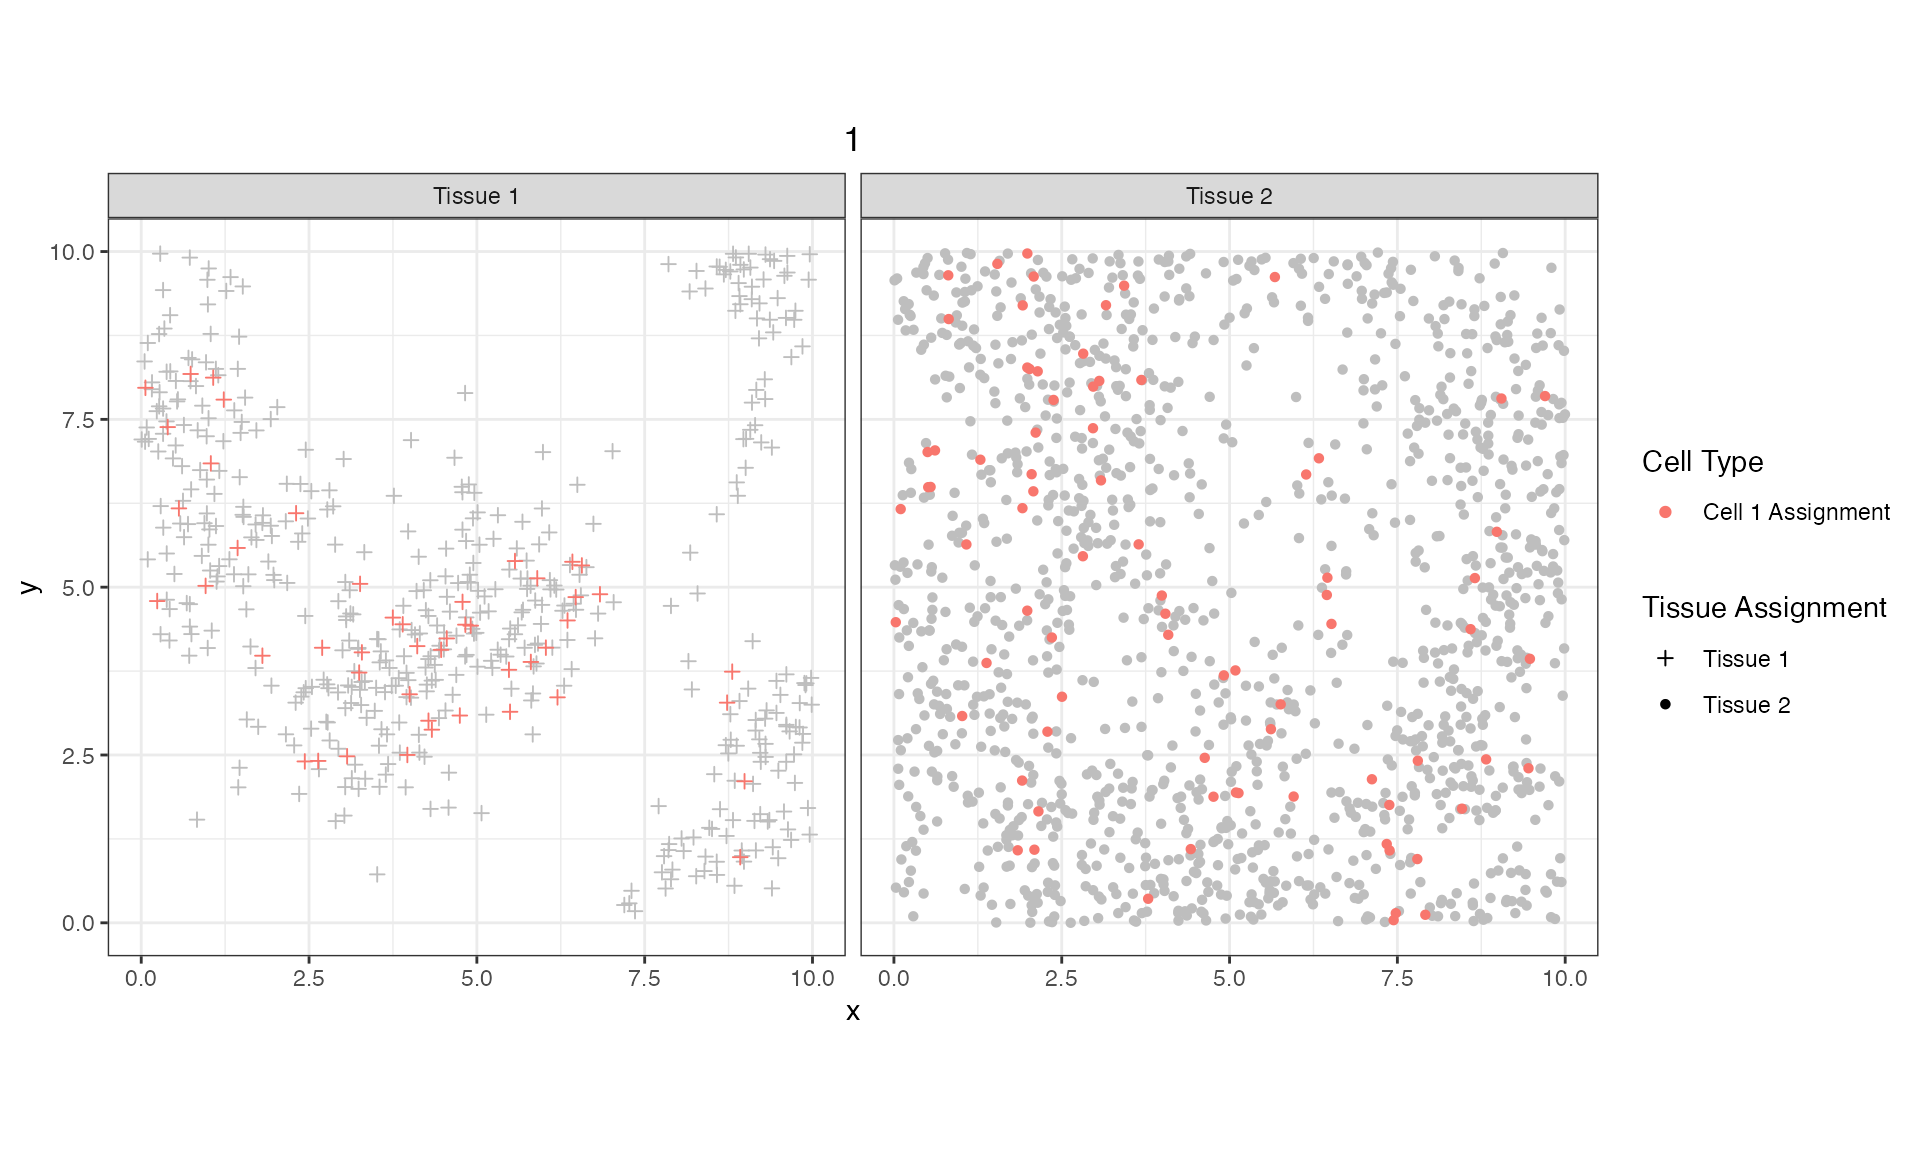 1
Tissue 1
Tissue 2
10.0
7.5
5.0
2.5
0.0
y
0.0 2.5 5.0 7.5 10.0
0.0 2.5 5.0 7.5 10.0
x
Cell Type
Cell 1 Assignment
Tissue Assignment
Tissue 1
Tissue 2